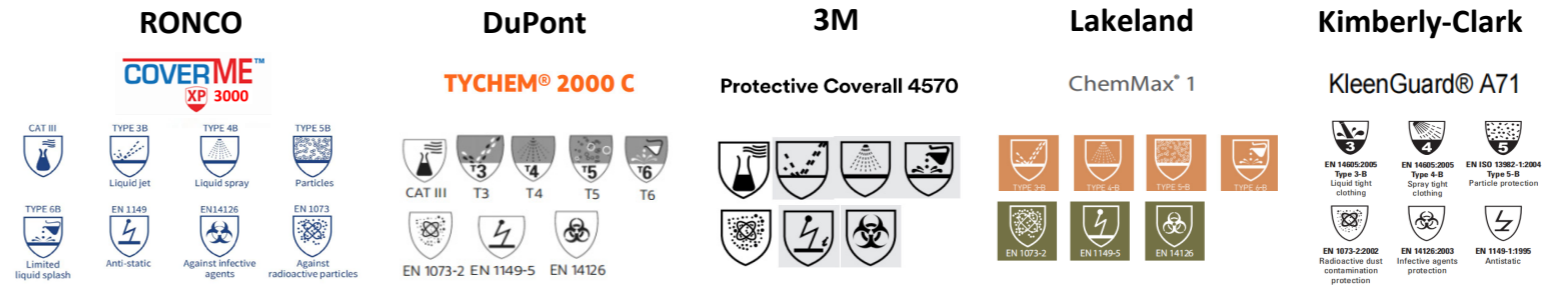 RONCO
COVERME™
XP 3000
CAT III
TYPE 3B
TYPE 4B
TYPE 5B
Liquid jet
Liquid spray
Particles
TYPE 6B
EN 1149
EN14126
EN 1073
Limited
liquid splash
Anti-static
Against infective
agents
Against
radioactive particles
DuPont
TYCHEM® 2000 C
T3
T4
T5
T6
CAT III
T3
T4
T5
T6
EN 1073-2
EN 1149-5
EN 14126
3M
Protective Coverall 4570
Lakeland
ChemMax® 1
TYPE 3-B
TYPE 4-B
TYPE 5-B
TYPE 6-B
EN 1073-2
EN 1149-5
EN 14126
Kimberly-Clark
KleenGuard® A71
3
4
5
EN 14605:2005
Type 3-B
Liquid tight
clothing
EN 14605:2005
Type 4-B
Spray tight
clothing
EN ISO 13982-1:2004
Type 5-B
Particle protection
EN 1073-2:2002
Radioactive dust
contamination
protection
EN 14126:2003
Infective agents
protection
EN 1149-1:1995
Antistatic